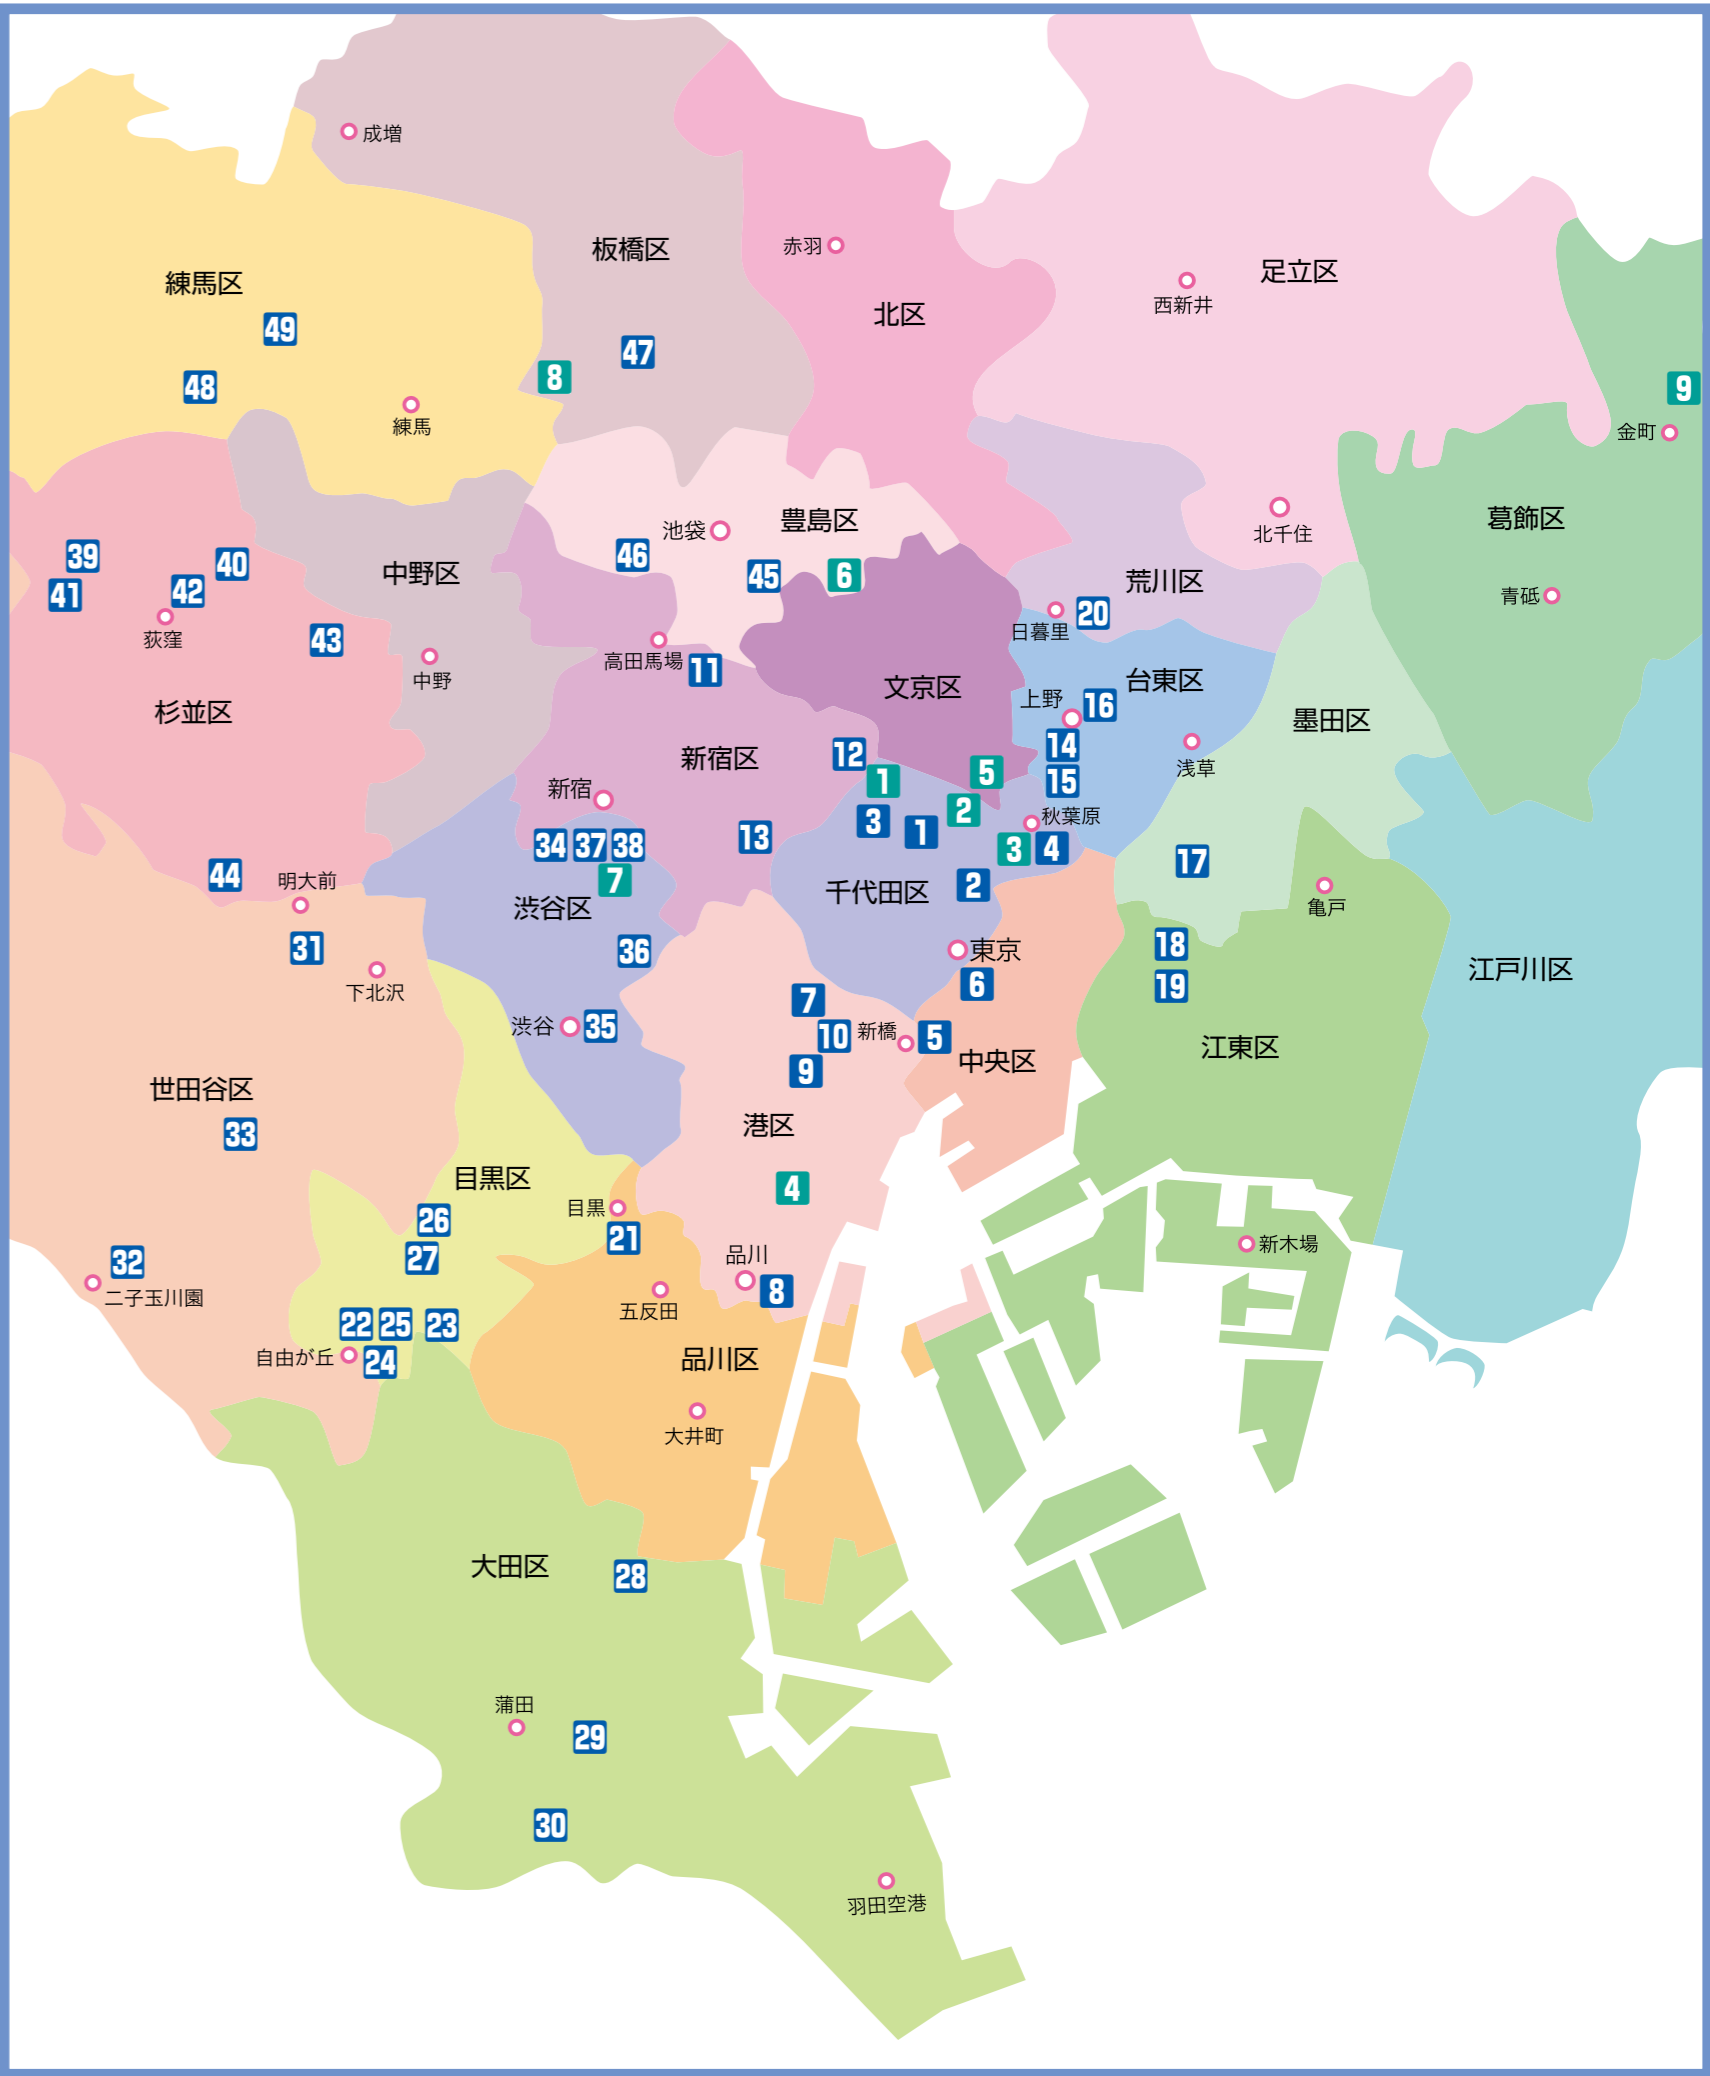 成増
板橋区
赤羽
足立区
練馬区
西新井
北区
49
47
8
48
9
練馬
金町
葛飾区
池袋
豊島区
北千住
39
40
46
中野区
45
6
荒川区
41
42
青砥
荻窪
43
日暮里
20
高田馬場
11
中野
文京区
台東区
杉並区
上野
16
墨田区
新宿区
12
14
浅草
1
5
15
新宿
3
1
2
秋葉原
34
37
38
13
3
4
17
44
明大前
7
渋谷区
千代田区
2
亀戸
31
36
東京
18
江戸川区
下北沢
6
19
7
渋谷
35
10
新橋
5
中央区
江東区
9
世田谷区
33
港区
目黒区
4
目黒
26
21
新木場
27
32
二子玉川園
品川
8
五反田
22
25
23
自由が丘
24
品川区
大井町
大田区
28
蒲田
29
30
羽田空港